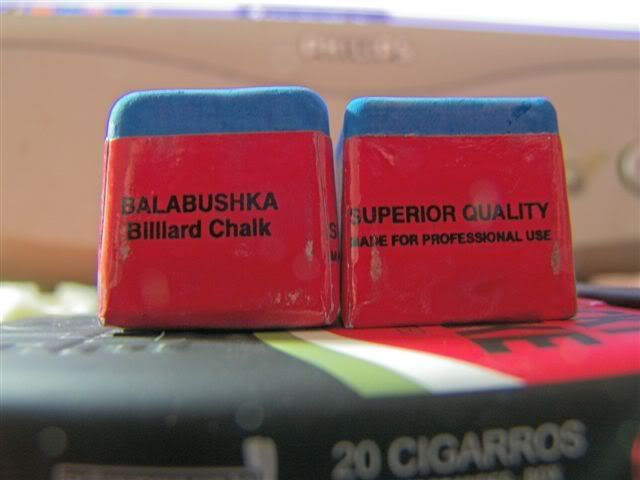 PHILIPS
BALABUSHKA
Billiard Chalk
SUPERIOR QUALITY
MADE FOR PROFESSIONAL USE
20 CIGARROS